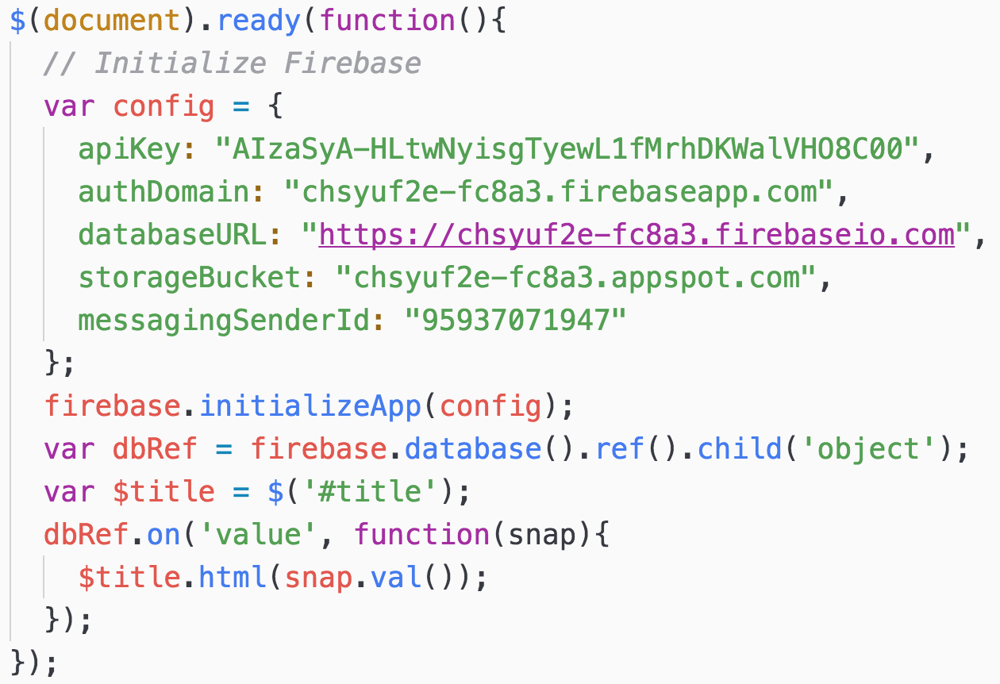 $(document).ready(function(){
// Initialize Firebase
var config = {
apiKey: "AIzaSyA-HLtwNyisgTyewL1fMrhDKWalVHO8C00",
authDomain: "chsyuf2e-fc8a3.firebaseapp.com",
databaseURL: "https://chsyuf2e-fc8a3.firebaseio.com",
storageBucket: "chsyuf2e-fc8a3.appspot.com",
messagingSenderId: "95937071947"
};
firebase.initializeApp(config);
var dbRef = firebase.database().ref().child('object');
var $title = $('#title');
dbRef.on('value', function(snap){
$title.html(snap.val());
});
});